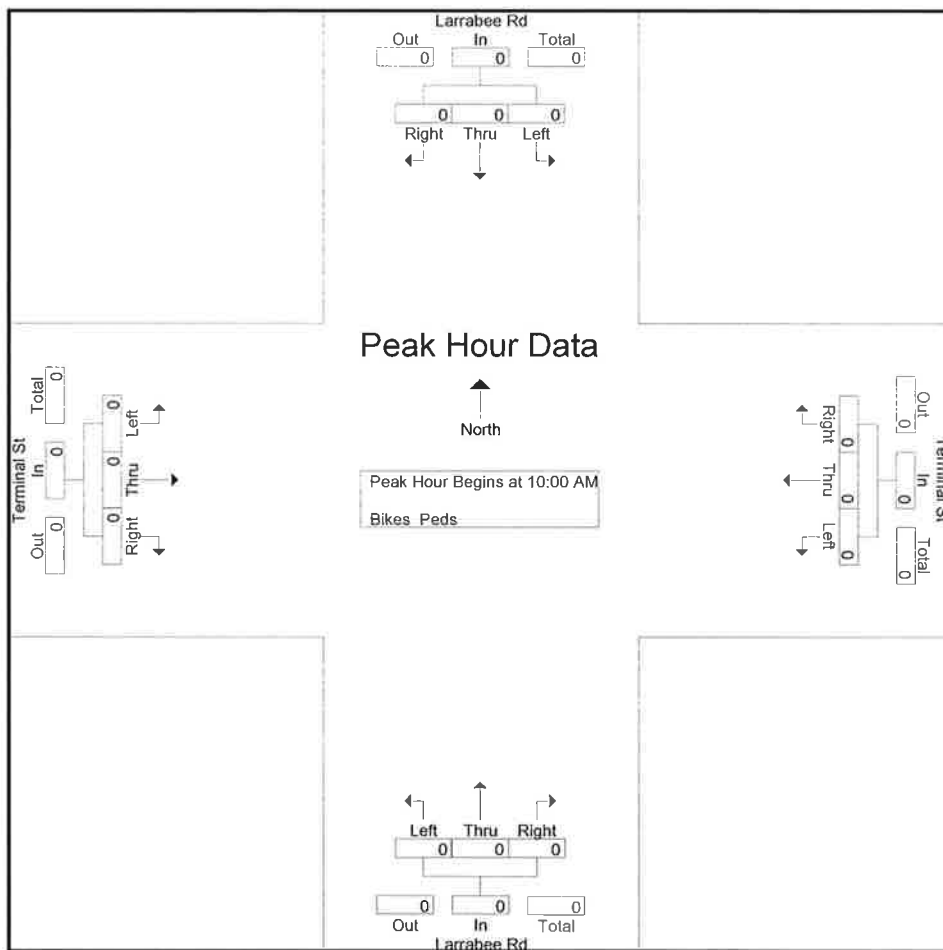 Larrabee Rd
Out In Total
0 0 0
0 0 0
Right Thru Left
Peak Hour Data
North
Peak Hour Begins at 10:00 AM
Bikes Peds
Terminal St
Out In Total
0 0 0
Right Thru Left
0 0 0
Terminal St
Out In Total
0 0 0
Right Thru Left
0 0 0
Left Thru Right
0 0 0
0 0 0
Out In Total
Larrabee Rd